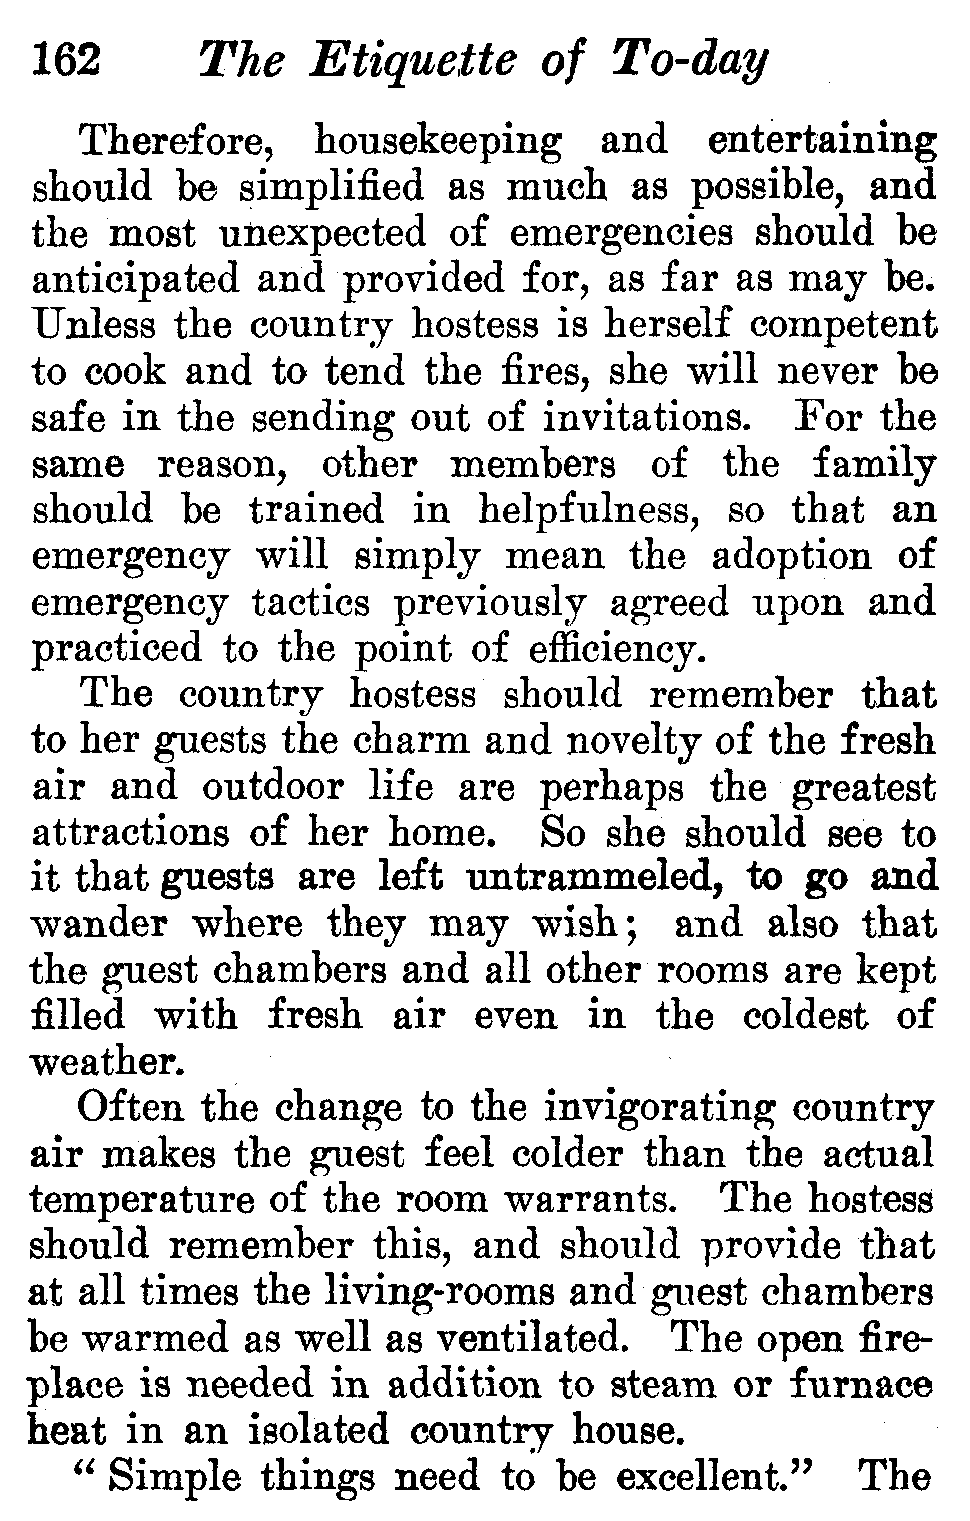 162 The Etiquette of To-day
Therefore, housekeeping and entertaining
should be simplified as much as possible, and
the most unexpected of emergencies should be
anticipated and provided for, as far as may be.
Unless the country hostess is herself competent
to cook and to tend the fires, she will never be
safe in the sending out of invitations. For the
same reason, other members of the family
should be trained in helpfulness, so that an
emergency will simply mean the adoption of
emergency tactics previously agreed upon and
practiced to the point of efficiency.
The country hostess should remember that
to her guests the charm and novelty of the fresh
air and outdoor life are perhaps the greatest
attractions of her home. So she should see to
it that guests are left untrammeled, to go and
wander where they may wish; and also that
the guest chambers and all other rooms are kept
filled with fresh air even in the coldest of
weather.
Often the change to the invigorating country
air makes the guest feel colder than the actual
temperature of the room warrants. The hostess
should remember this, and should provide that
at all times the living-rooms and guest chambers
be warmed as well as ventilated. The open fire-
place is needed in addition to steam or furnace
heat in an isolated country house.
" Simple things need to be excellent." The